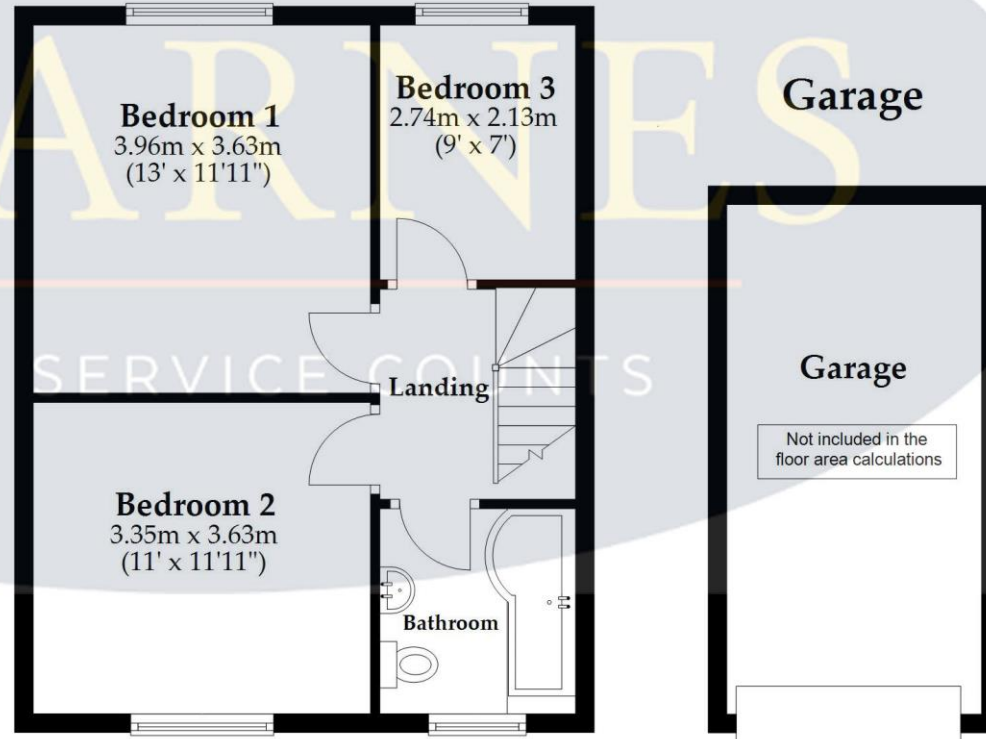 ARNES
SERVICE COUNTS
Bedroom 1
3.96m x 3.63m
(13' x 11'11")
Bedroom 3
2.74m x 2.13m
(9' x 7')
Garage
Landing
Garage
Not included in the
floor area calculations
Bedroom 2
3.35m x 3.63m
(11' x 11'11")
Bathroom